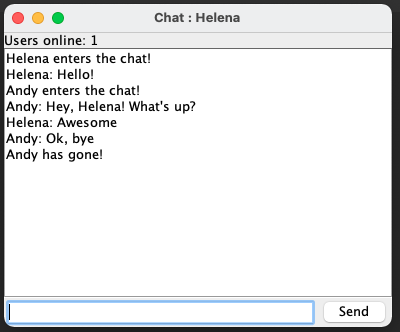 Chat : Helena
Users online: 1
Helena enters the chat!
Helena: Hello!
Andy enters the chat!
Andy: Hey, Helena! What's up?
Helena: Awesome
Andy: Ok, bye
Andy has gone!
Send